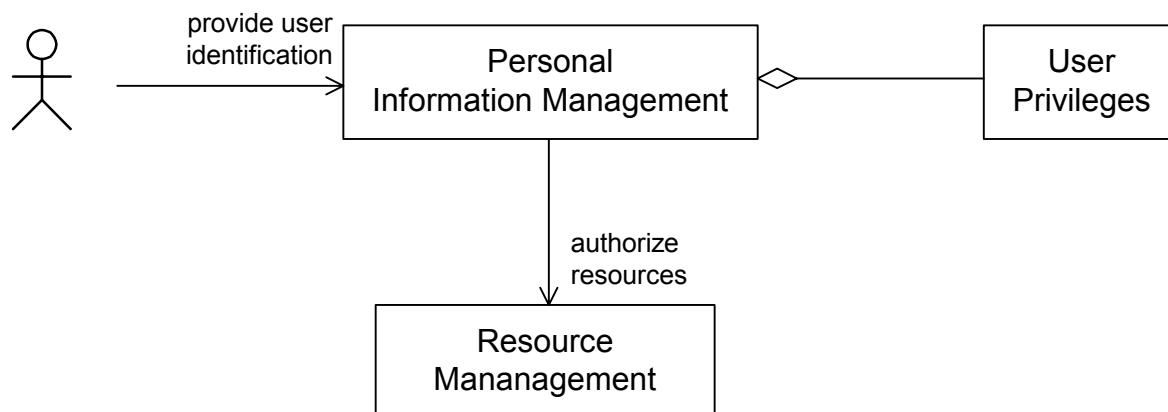 provide user
identification
Personal
Information Management
User
Privileges
authorize
resources
Resource
Mananagement